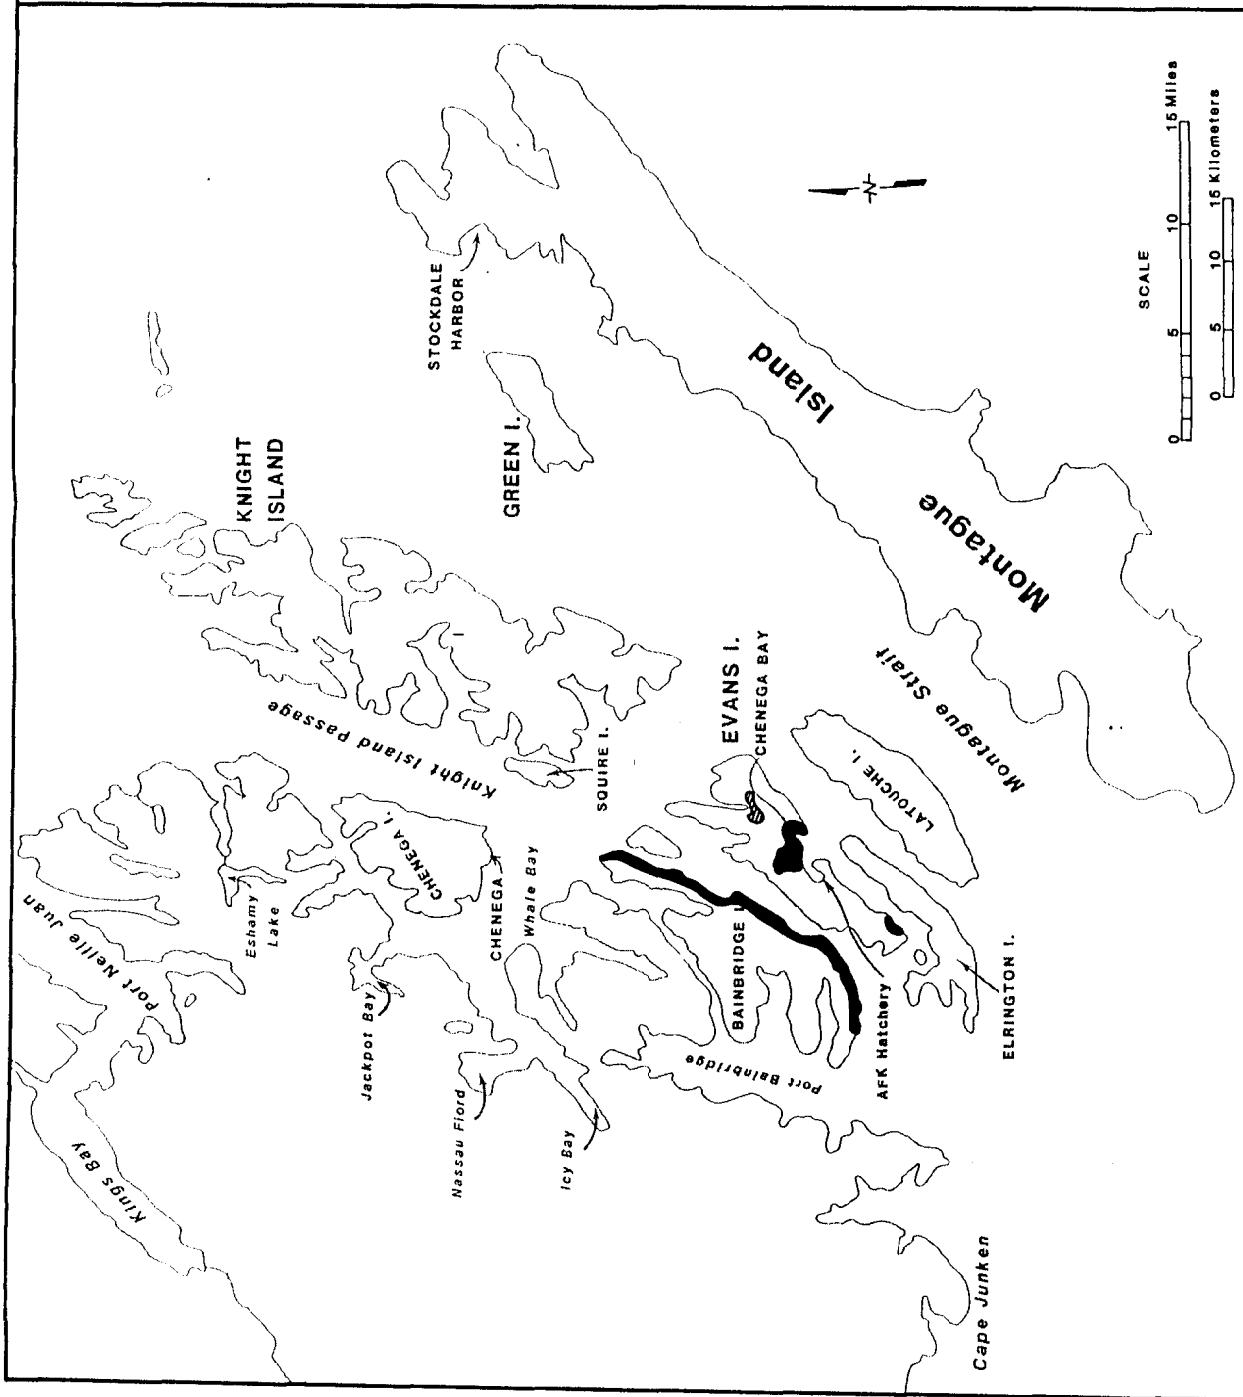 KNIGHT
ISLAND
STOCKDALE
HARBOR
GREEN I.
Island
Montague
Montague Strait
Knight Island Passage
SQUIRE I.
EVANS I.
CHENEGA BAY
LATOUCHE I.
Port Nellie Juan
Eshamy
Lake
CHENEGA I.
CHENEGA
Whale Bay
Jackpot Bay
Nassau Fiord
Icy Bay
Kings Bay
BAINBRIDGE I.
Port Bainbridge
AFK Hatchery
ELRINGTON I.
Cape Junken
N
SCALE
0 5 10 15 Miles
0 5 10 15 Kilometers